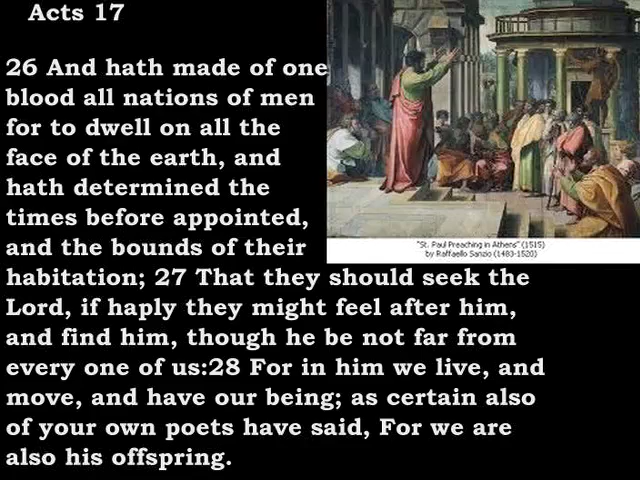 Acts 17
26 And hath made of one
blood all nations of men
for to dwell on all the
face of the earth, and
hath determined the
times before appointed,
and the bounds of their
habitation; 27 That they should seek the
Lord, if haply they might feel after him,
and find him, though he be not far from
every one of us:28 For in him we live, and
move, and have our being; as certain also
of your own poets have said, For we are
also his offspring.
"St. Paul Preaching in Athens" (1515)
by Raffaello Sanzio (1483-1520)